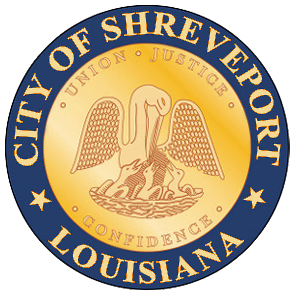 CITY OF SHREVEPORT
· UNION · JUSTICE ·
· CONFIDENCE ·
LOUISIANA